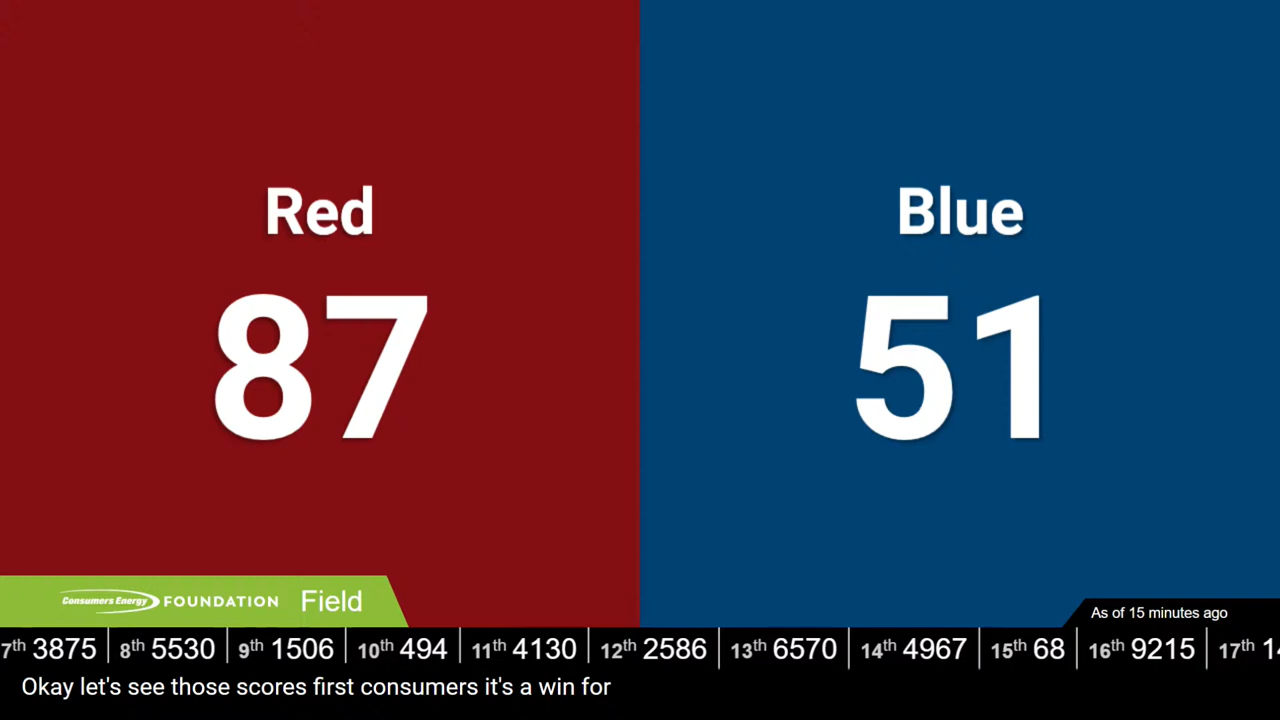 Red
Blue
87
51
Consumers Energy FOUNDATION Field
As of 15 minutes ago
7th 3875 8th 5530 9th 1506 10th 494 11th 4130 12th 2586 13th 6570 14th 4967 15th 68 16th 9215 17th
Okay let's see those scores first consumers it's a win for